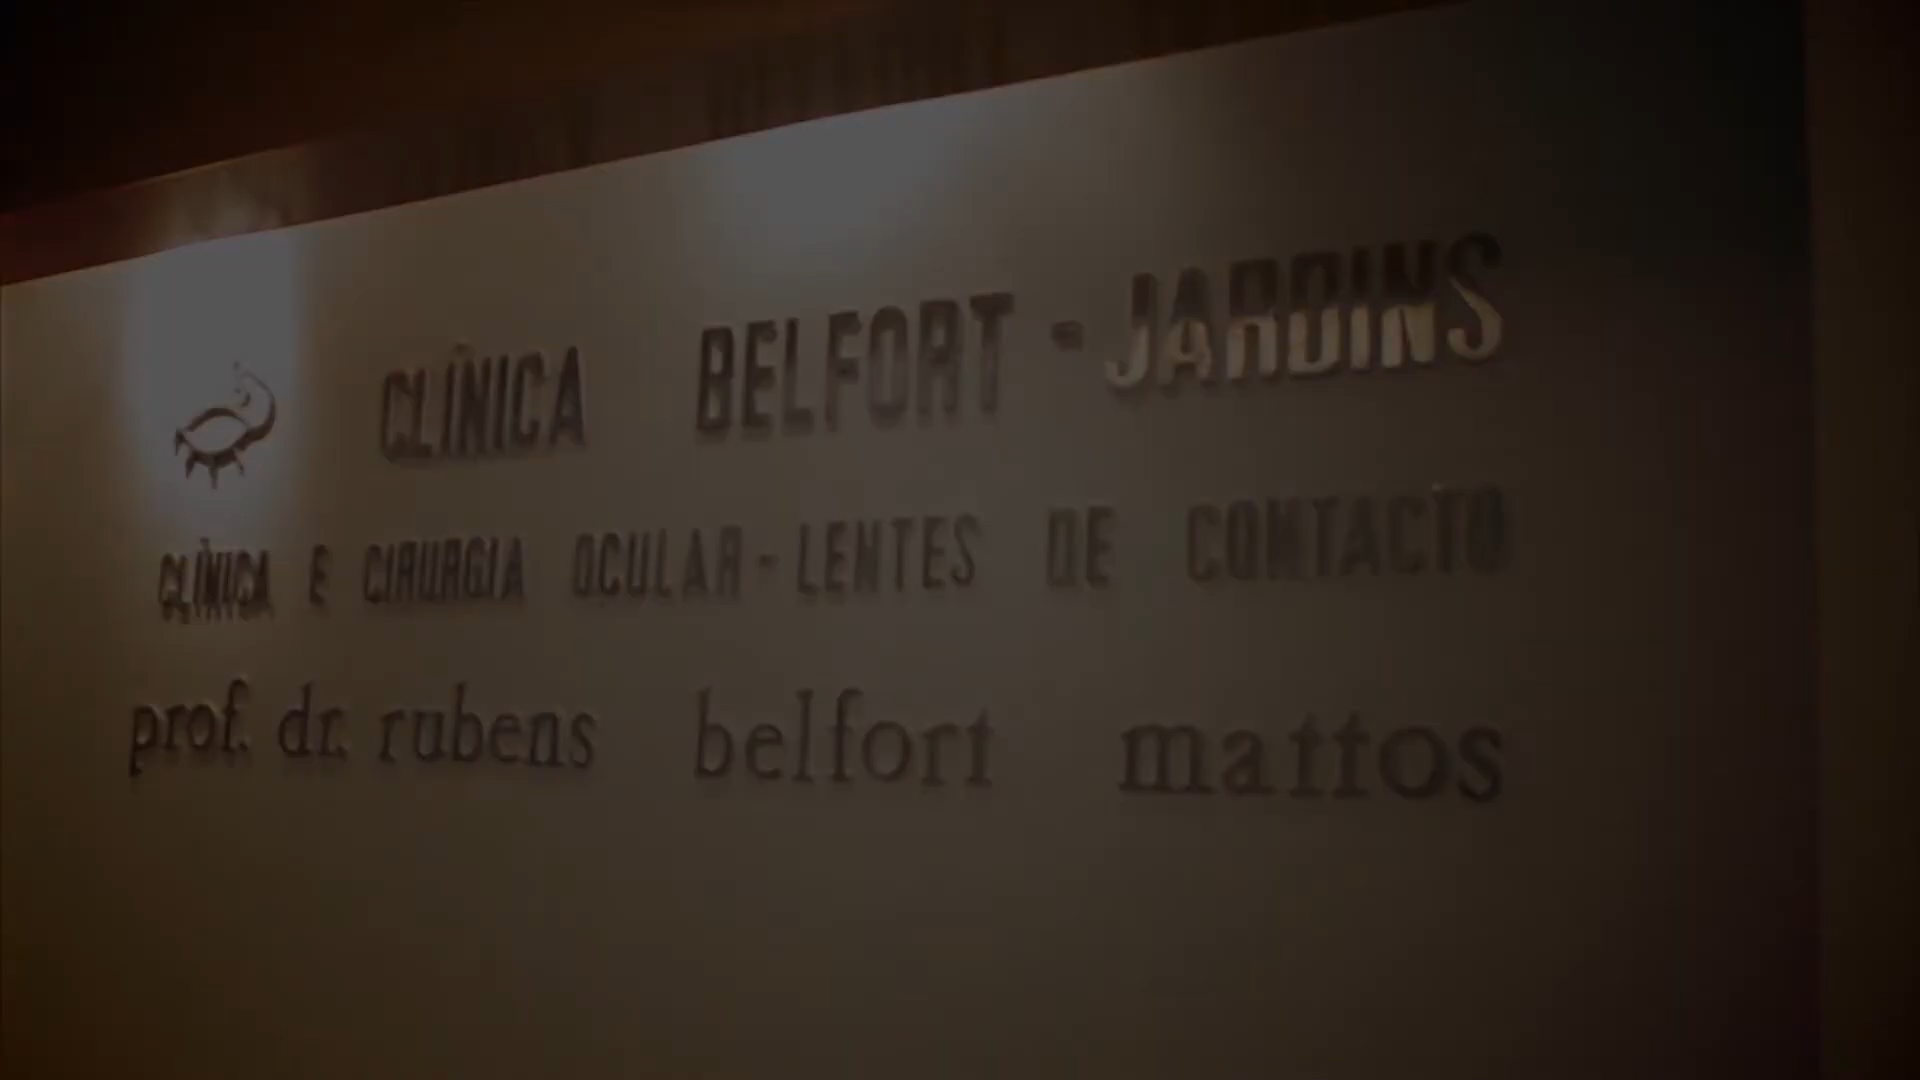 CLÍNICA BELFORT - JARDINS
CLÍNICA E CIRURGIA OCULAR - LENTES DE CONTACTO
prof. dr. rubens belfort mattos